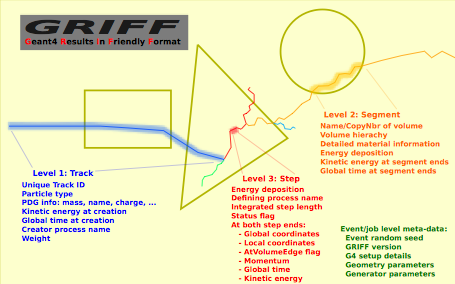 GRIFF
Geant4 Results In Friendly Format
Level 1: Track
Unique Track ID
Particle type
PDG info: mass, name, charge, ...
Kinetic energy at creation
Global time at creation
Creator process name
Weight
Level 2: Segment
Name/CopyNbr of volume
Volume hierachy
Detailed material information
Energy deposition
Kinetic energy at segment ends
Global time at segment ends
Level 3: Step
Energy deposition
Defining process name
Integrated step length
Status flag
At both step ends:
- Global coordinates
- Local coordinates
- AtVolumeEdge flag
- Momentum
- Global time
- Kinetic energy
Event/job level meta-data:
Event random seed
GRIFF version
G4 setup details
Geometry parameters
Generator parameters